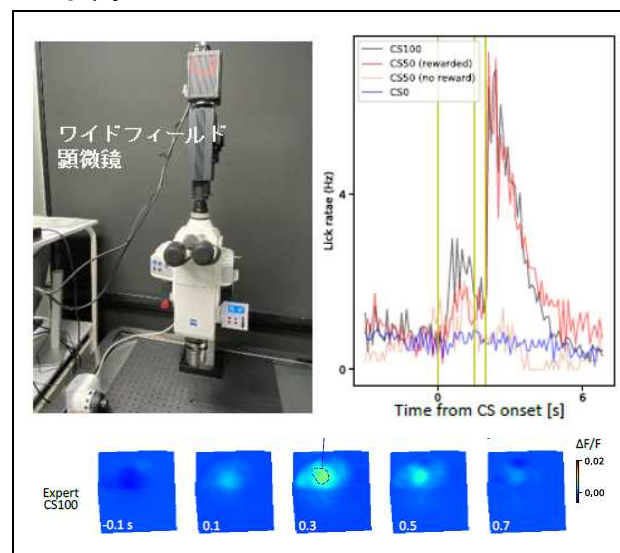 ワイドフィールド
顕微鏡
CS100
CS50 (rewarded)
CS50 (no reward)
CS0
Lick ratae (Hz)
4
0
0
6
Time from CS onset [s]
Expert
CS100
-0.1 s
0.1
0.3
0.5
0.7
ΔF/F
0.02
0.00